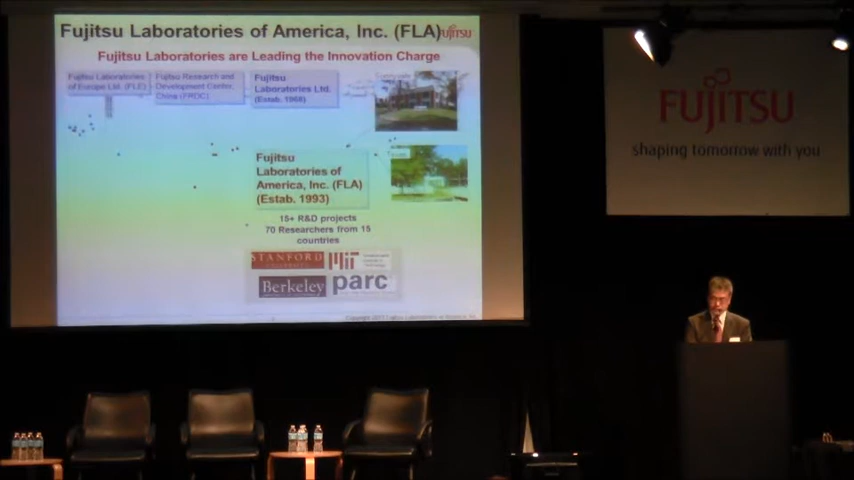 Fujitsu Laboratories of America, Inc. (FLA)
FUJITSU
Fujitsu Laboratories are Leading the Innovation Charge
Fujitsu Laboratories
of Europe Ltd. (FLE)
Fujitsu Research and
Development Center,
China (FRDC)
Fujitsu
Laboratories Ltd.
(Estab. 1968)
Fujitsu
Laboratories of
America, Inc. (FLA)
(Estab. 1993)
15+ R&D projects
70 Researchers from 15
countries
STANFORD
MIT
Berkeley
parc
FUJITSU
shaping tomorrow with you